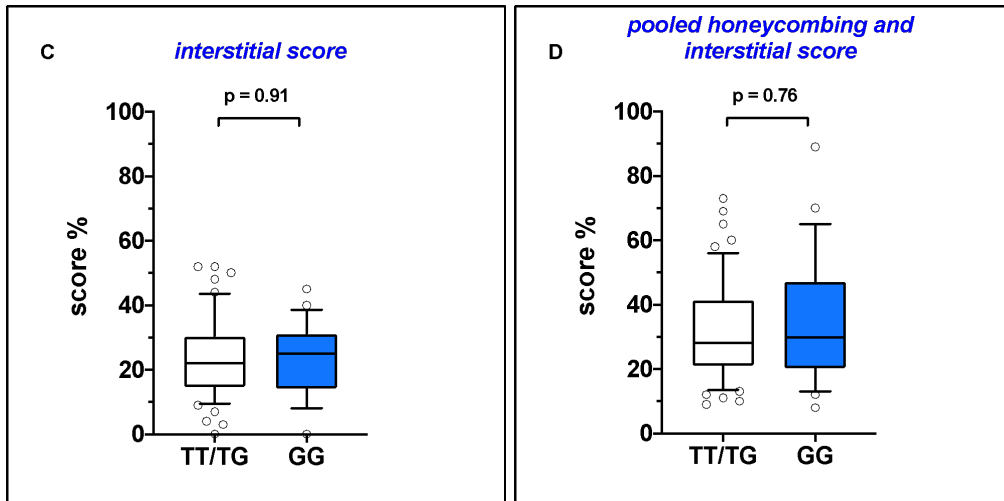 C
interstitial score
p = 0.91
100
80
60
40
20
0
score %
TT/TG
GG
D
pooled honeycombing and
interstitial score
p = 0.76
100
80
60
40
20
0
score %
TT/TG
GG